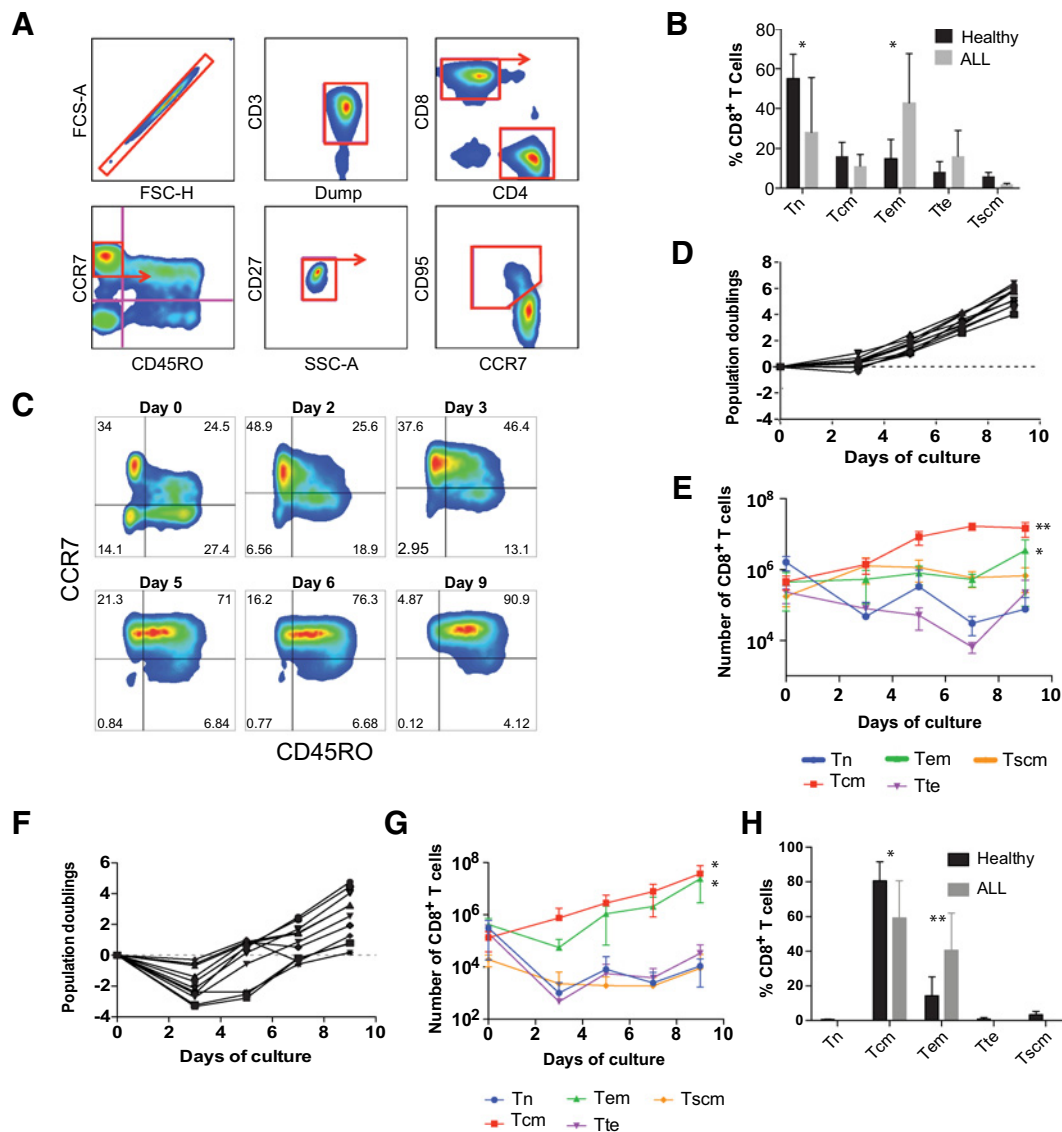 A
FCS-A
FSC-H
CD3
Dump
CD8
CD4
CCR7
CD45RO
CD27
SSC-A
CD95
CCR7
B
% CD8+ T Cells
80
60
40
20
0
* *
Healthy
ALL
Tn Tcm Tem Tte Tscm
C
CCR7
CD45RO
Day 0 Day 2 Day 3
34 24.5 48.9 25.6 37.6 46.4
14.1 27.4 6.56 18.9 2.95 13.1
Day 5 Day 6 Day 9
21.3 71 16.2 76.3 4.87 90.9
0.84 6.84 0.77 6.68 0.12 4.12
D
Population doublings
8
6
4
2
0
-2
-4
0 2 4 6 8 10
Days of culture
E
Number of CD8+ T cells
10^8
10^6
10^4
**
*
0 2 4 6 8 10
Days of culture
Tn Tem Tscm
Tcm Tte
F
Population doublings
6
4
2
0
-2
-4
0 2 4 6 8 10
Days of culture
G
Number of CD8+ T cells
10^8
10^6
10^4
10^2
*
*
0 2 4 6 8 10
Days of culture
Tn Tem Tscm
Tcm Tte
H
% CD8+ T cells
100
80
60
40
20
0
*
**
Healthy
ALL
Tn Tcm Tem Tte Tscm